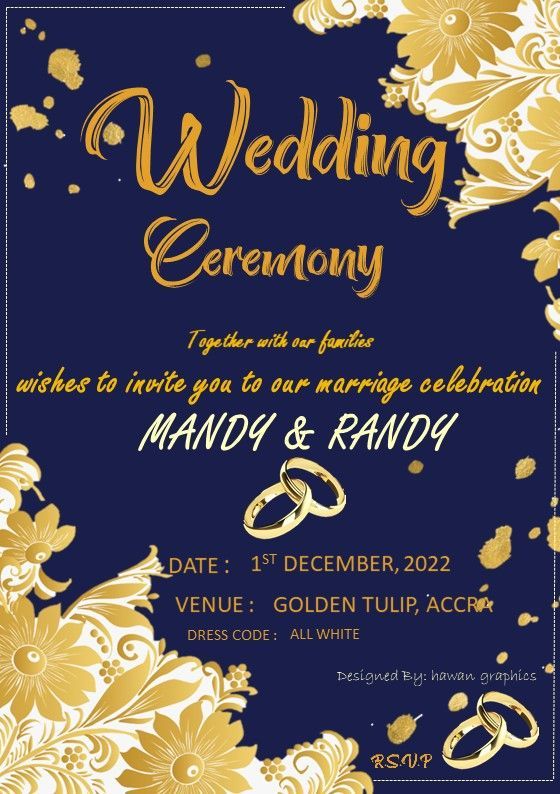 Wedding
Ceremony
Together with our families
wishes to invite you to our marriage celebration
MANDY & RANDY
DATE : 1ST DECEMBER, 2022
VENUE : GOLDEN TULIP, ACCRA
DRESS CODE : ALL WHITE
Designed By: hawan graphics
R.S.V.P